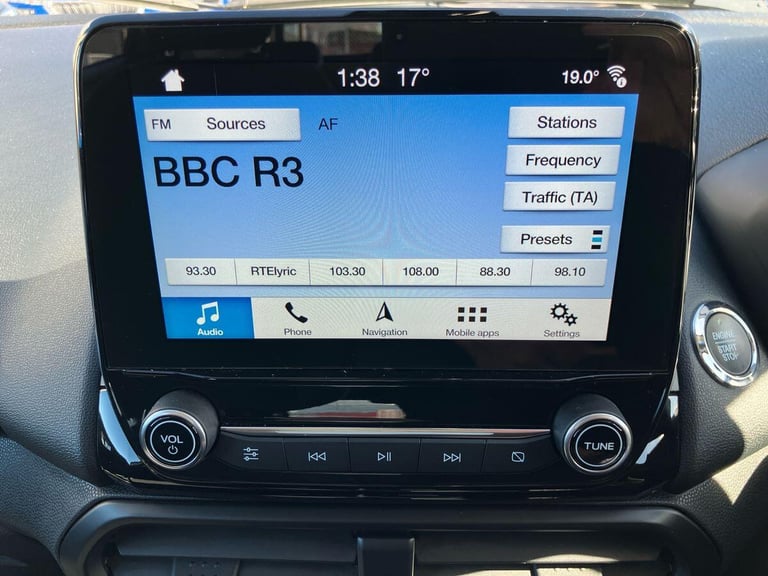 1:38 17° 19.0°
FM Sources AF Stations
BBC R3
Frequency
Traffic (TA)
Presets
93.30 RTElyric 103.30 108.00 88.30 98.10
Audio Phone Navigation Mobile apps Settings
ENGINE
START
STOP
VOL
TUNE